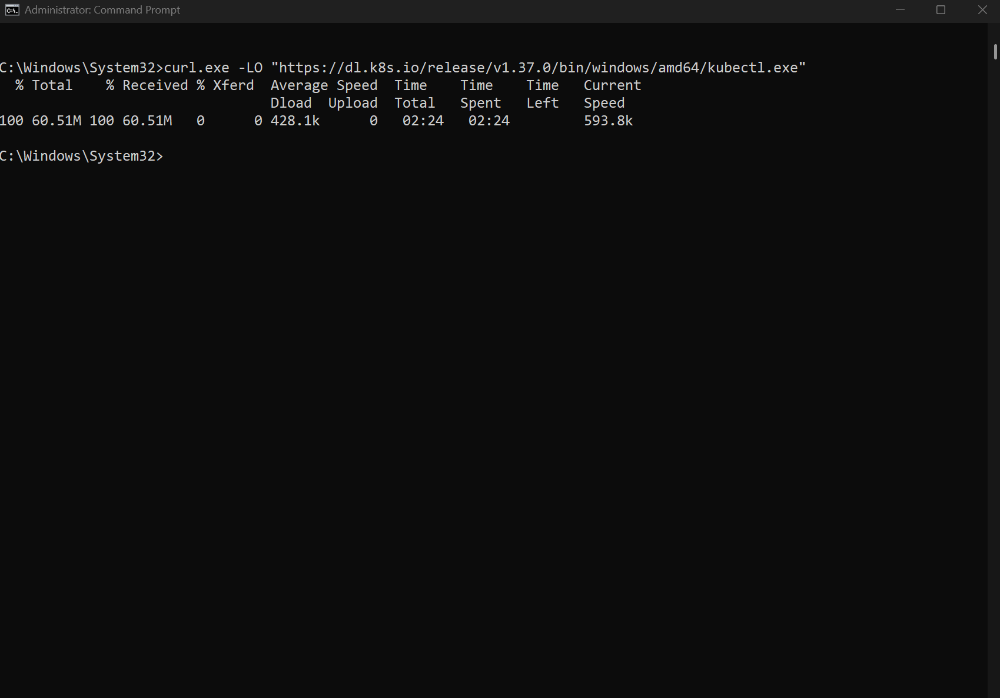 Administrator: Command Prompt
C:\Windows\System32>curl.exe -LO "https://dl.k8s.io/release/v1.37.0/bin/windows/amd64/kubectl.exe"
  % Total    % Received % Xferd  Average Speed  Time    Time    Time   Current
                                 Dload  Upload  Total   Spent   Left   Speed
100 60.51M 100 60.51M   0      0 428.1k      0   02:24   02:24         593.8k
C:\Windows\System32>